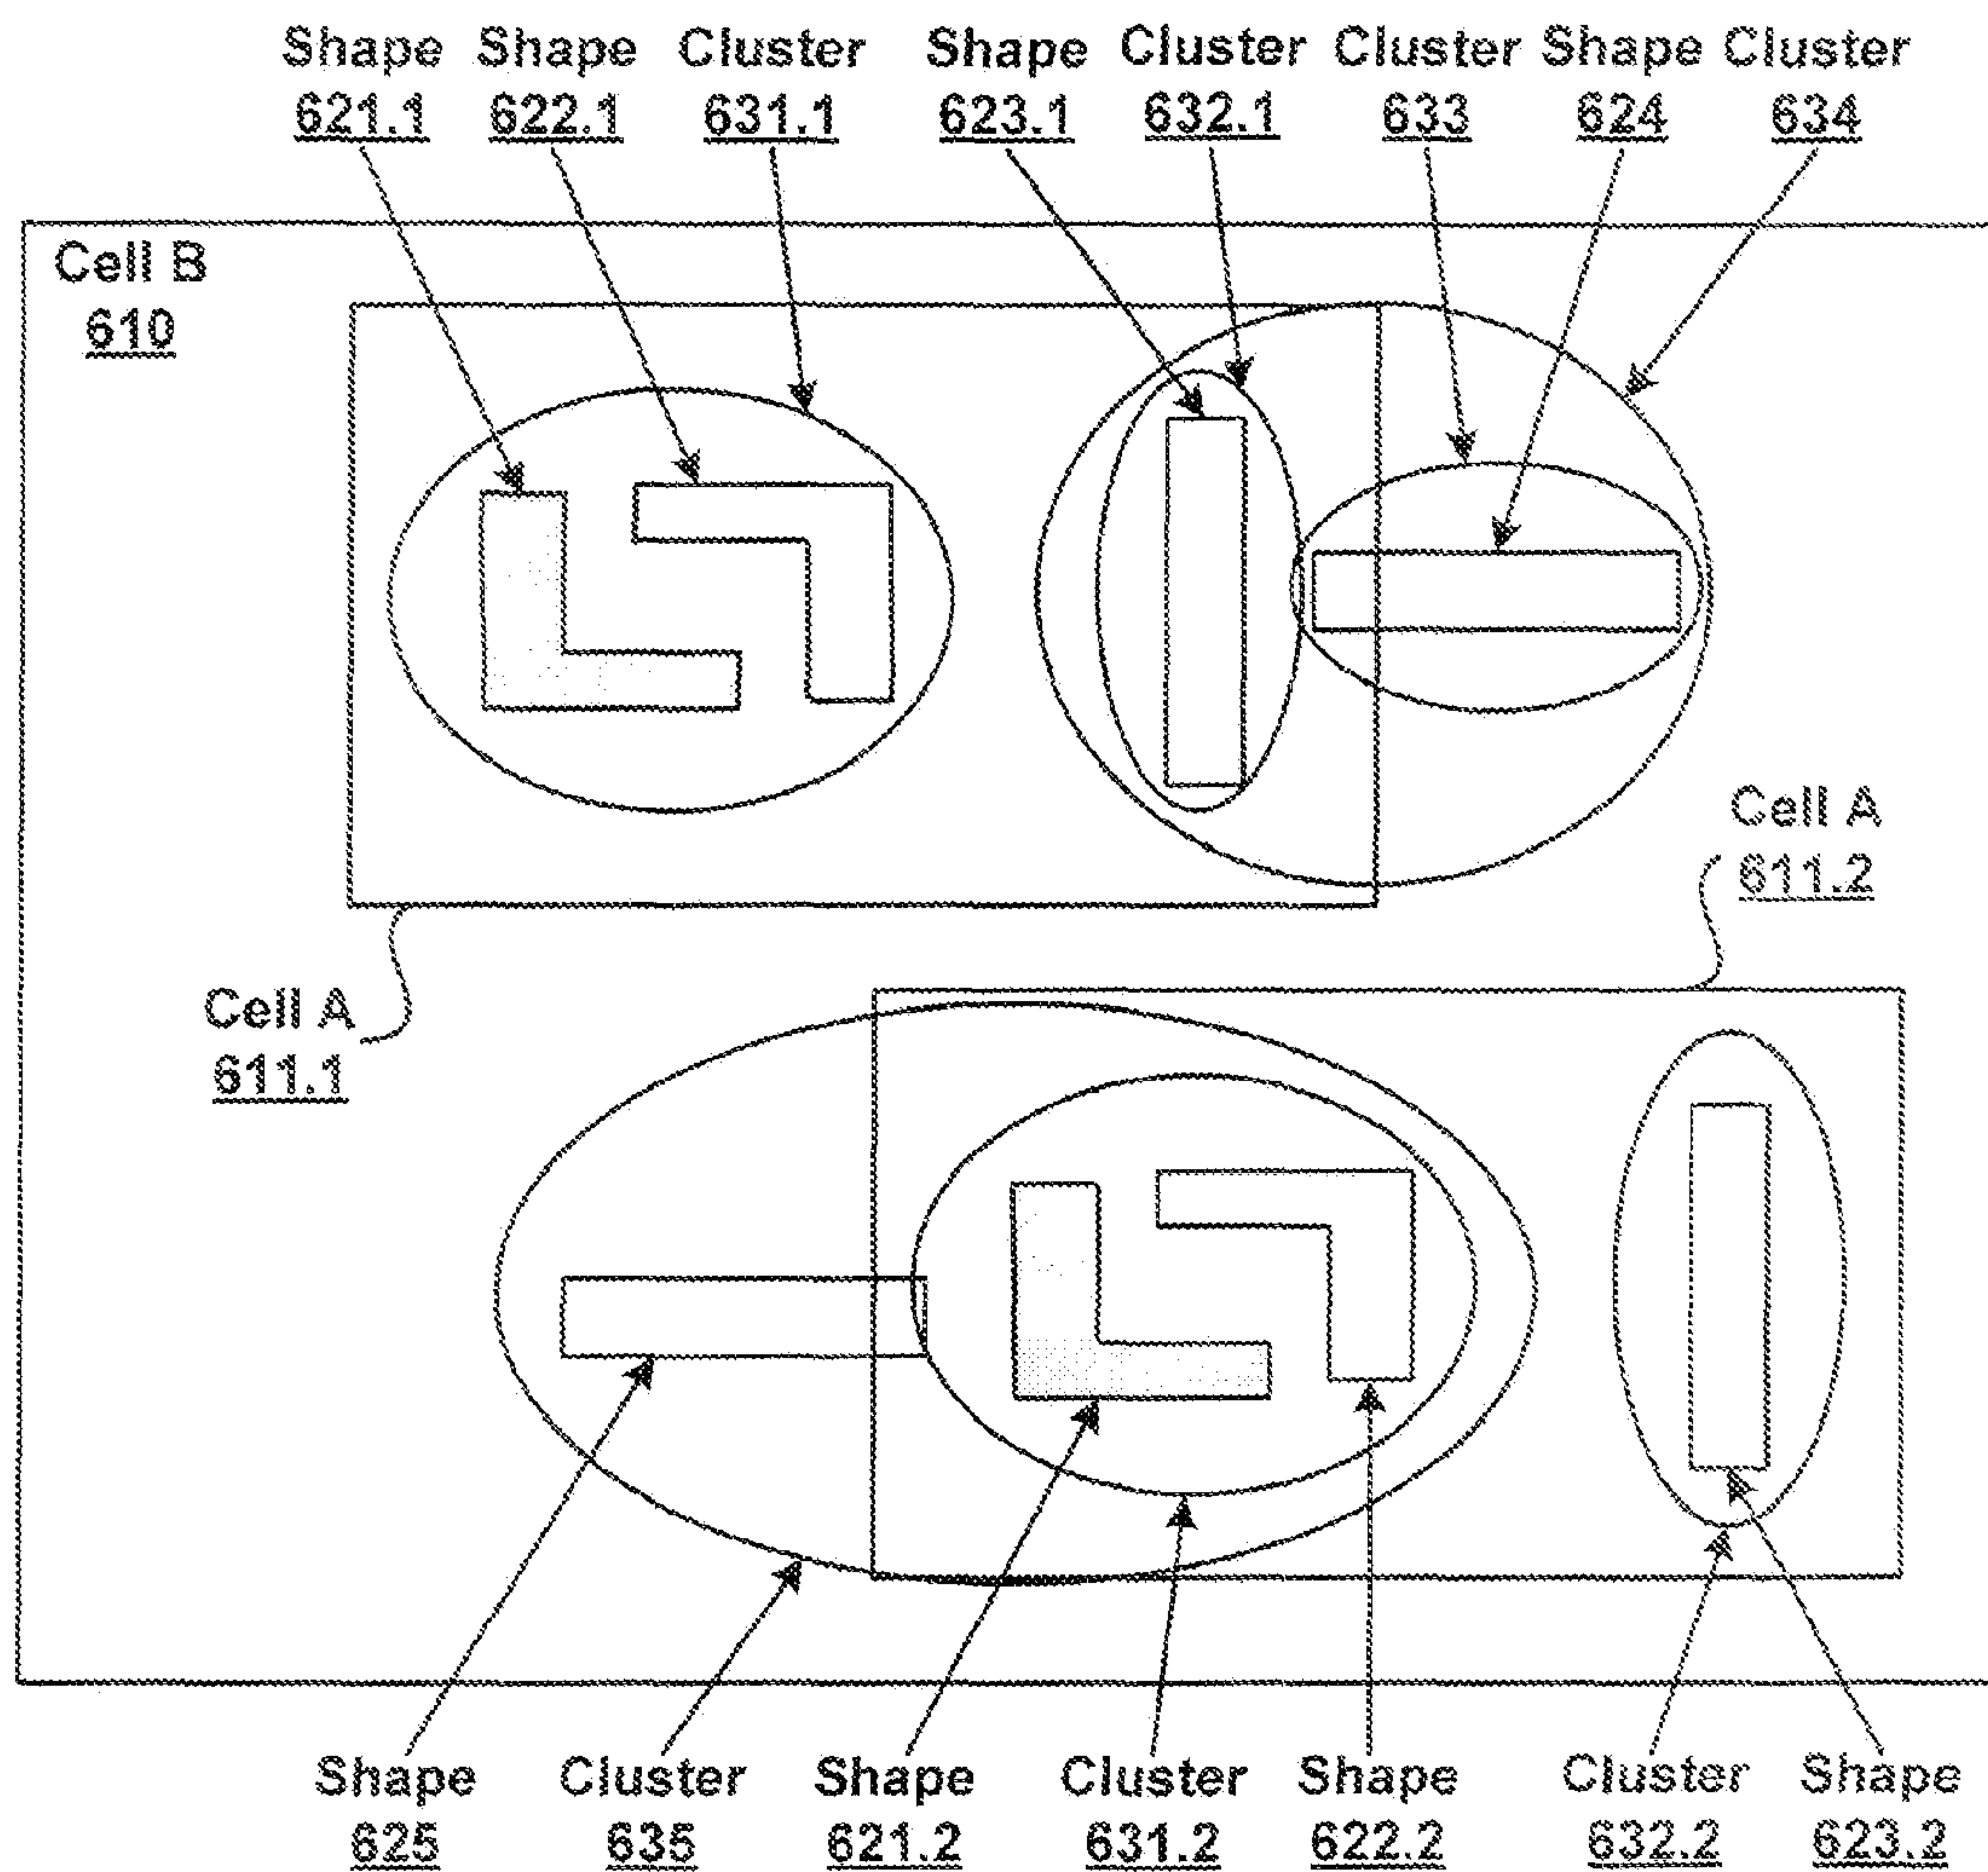 Shape Shape Cluster Shape Cluster Cluster Shape Cluster
621.1 622.1 631.1 623.1 632.1 633 624 634
Cell B
610
Cell A
611.2
Cell A
611.1
Shape Cluster Shape Cluster Shape Cluster Shape
625 635 621.2 631.2 622.2 632.2 623.2